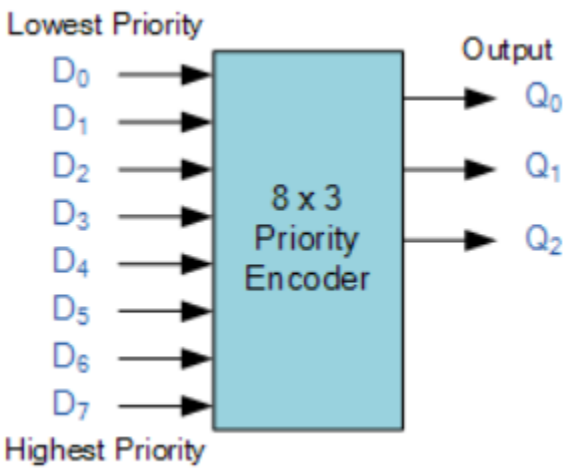 Lowest Priority
D₀
D₁
D₂
D₃
D₄
D₅
D₆
D₇
Highest Priority
8 x 3
Priority
Encoder
Output
Q₀
Q₁
Q₂